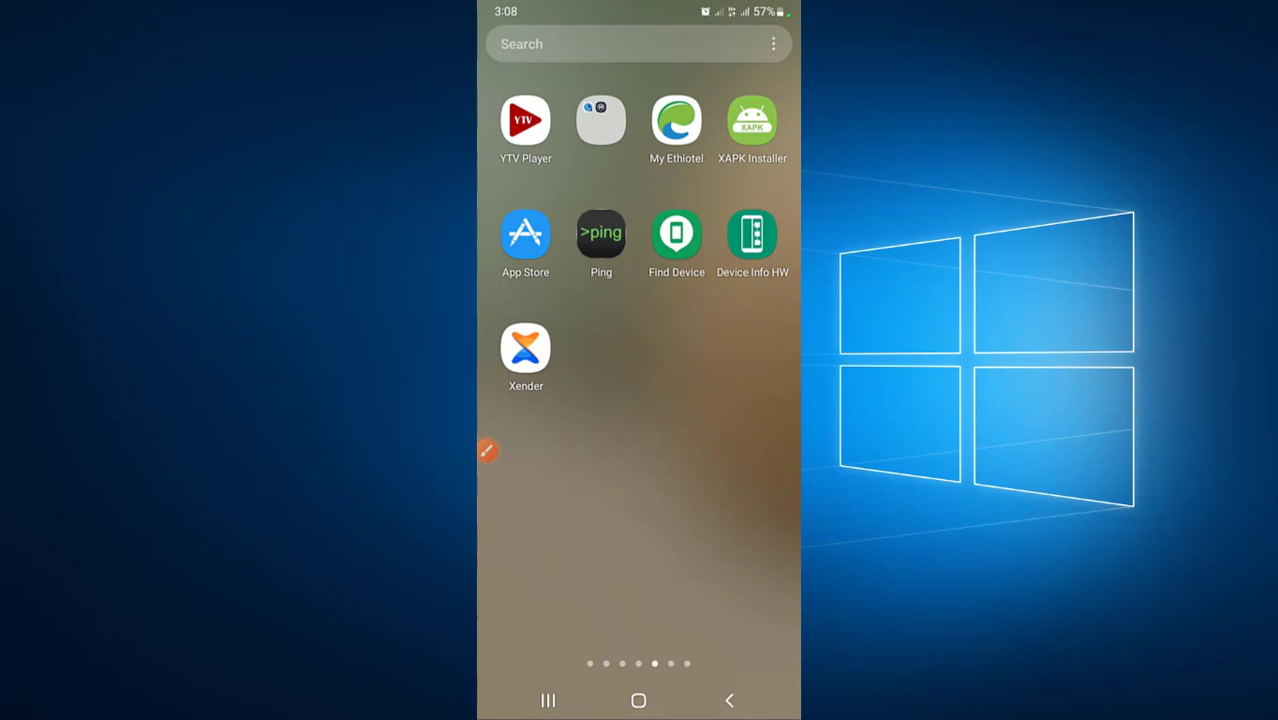 3:08
57%
Search
YTV
XAPK
YTV Player
My Ethiotel
XAPK Installer
>ping
App Store
Ping
Find Device
Device Info HW
Xender